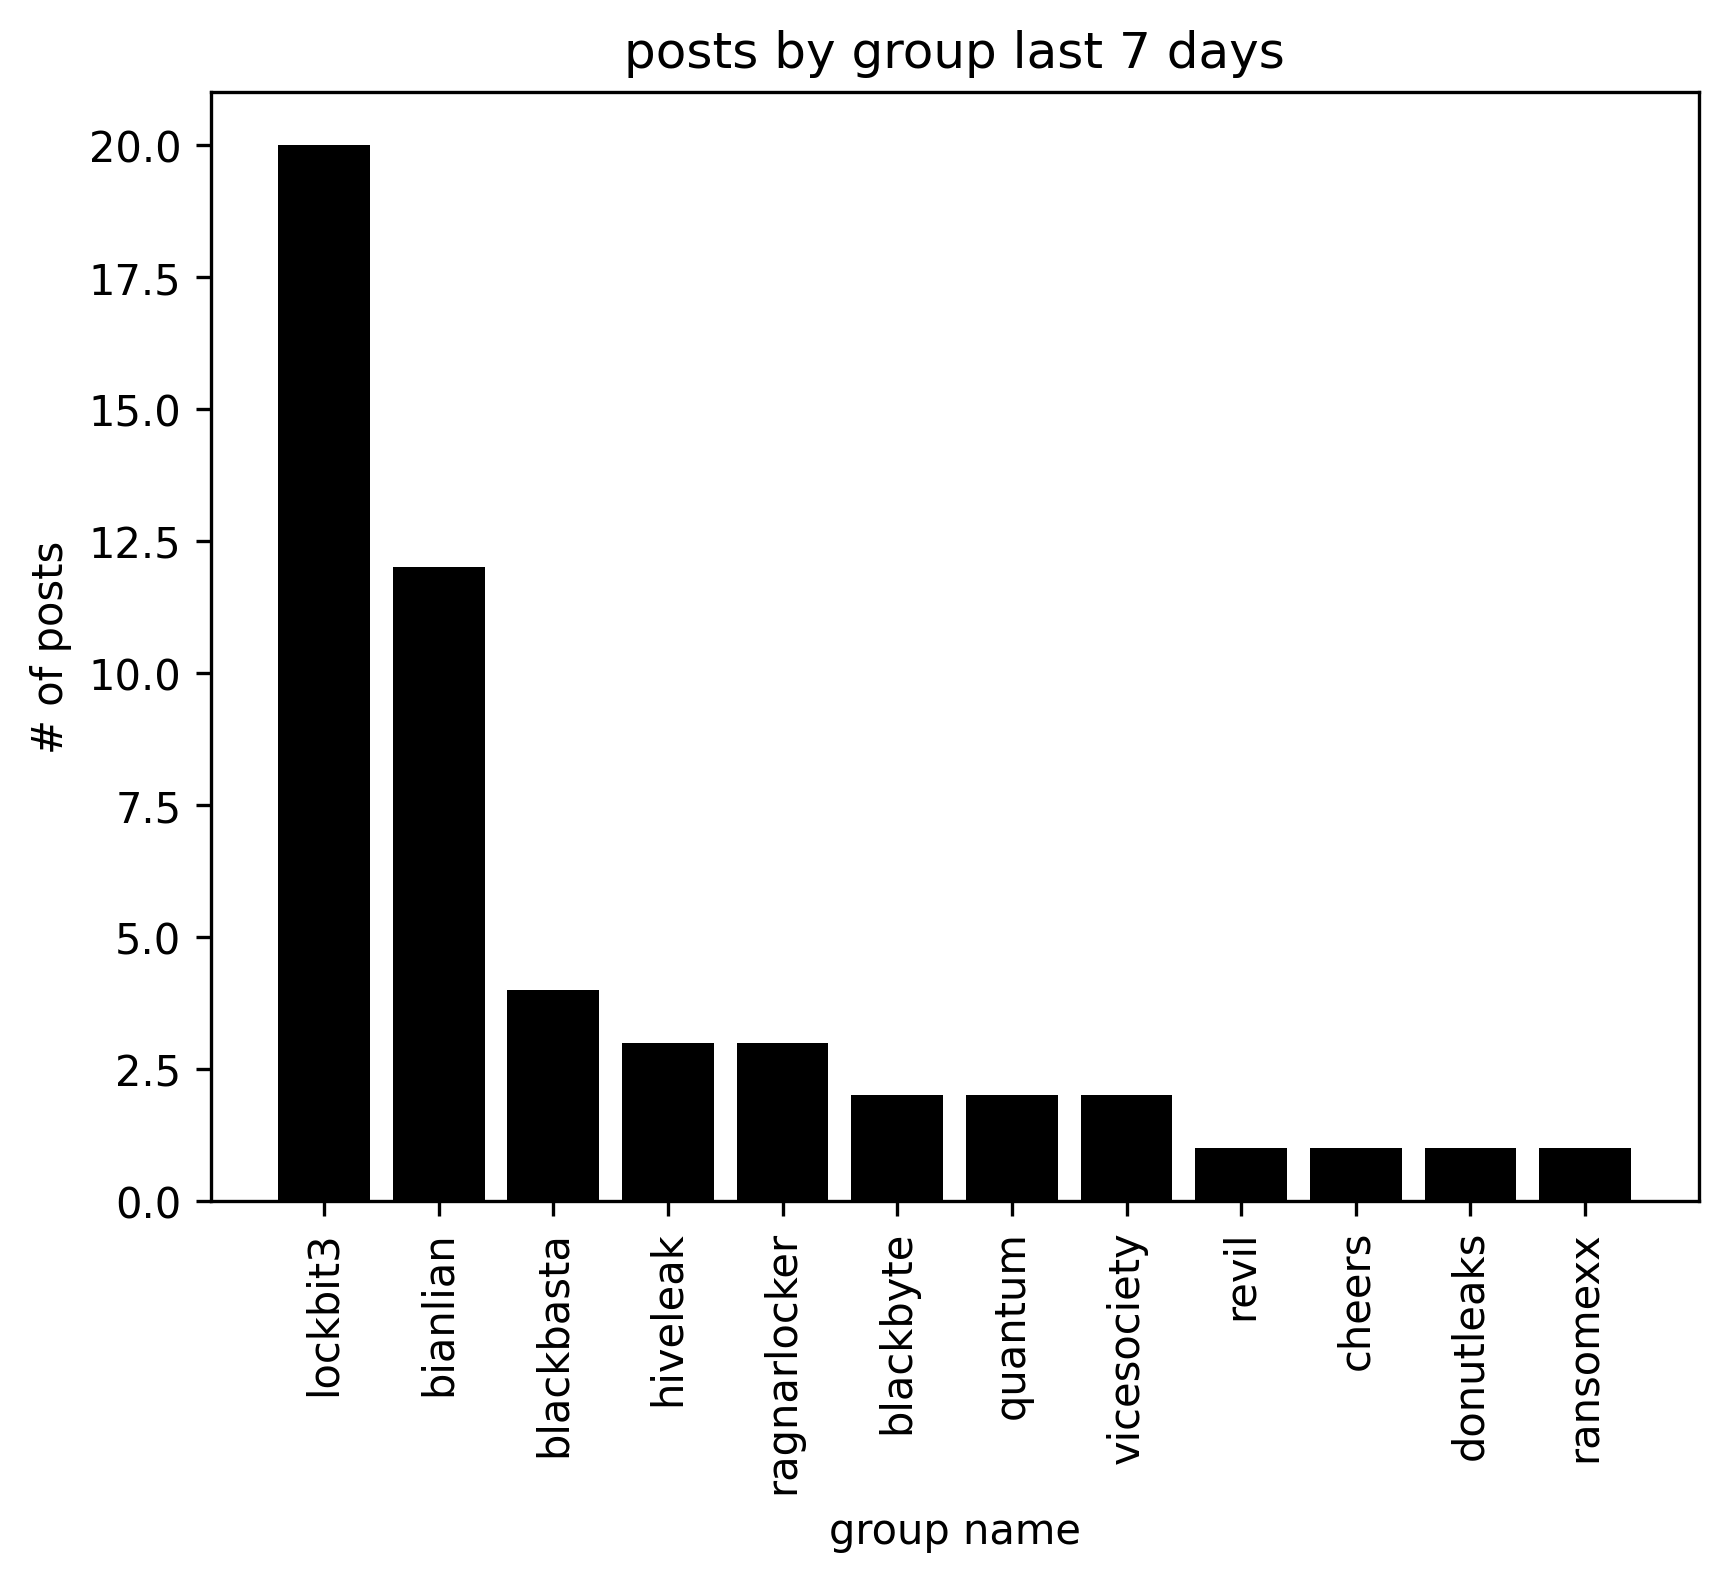 posts by group last 7 days
# of posts
20.0
17.5
15.0
12.5
10.0
7.5
5.0
2.5
0.0
lockbit3
bianlian
blackbasta
hiveleak
ragnarlocker
blackbyte
quantum
vicesociety
revil
cheers
donutleaks
ransomexx
group name